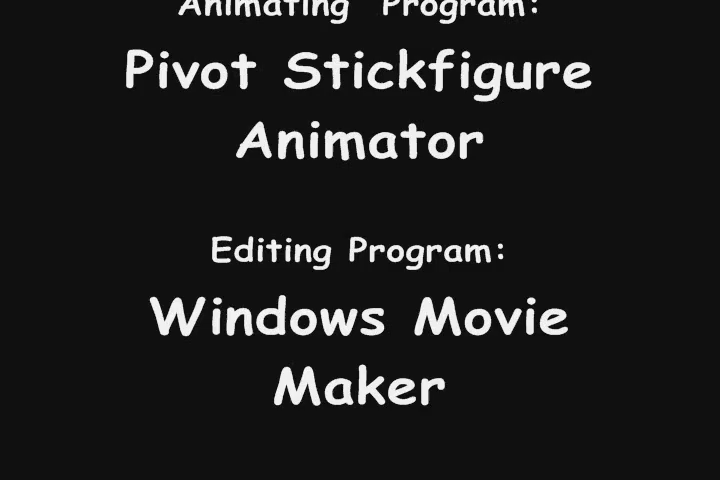 Animating Program:
Pivot Stickfigure
Animator
Editing Program:
Windows Movie
Maker